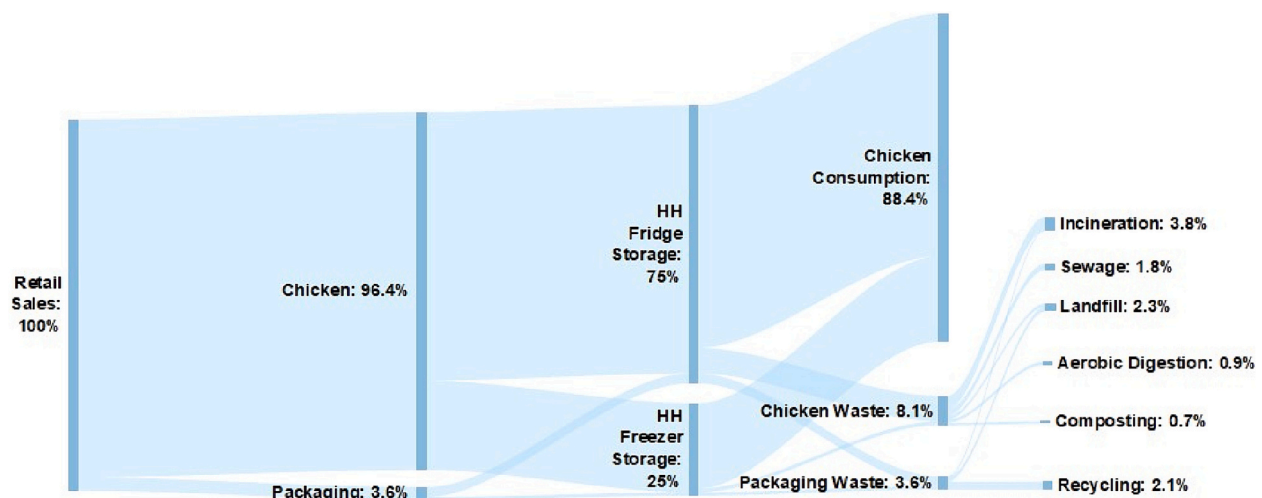 Retail
Sales:
100%
Chicken: 96.4%
Packaging: 3.6%
HH
Fridge
Storage:
75%
HH
Freezer
Storage:
25%
Chicken
Consumption:
88.4%
Chicken Waste: 8.1%
Packaging Waste: 3.6%
Incineration: 3.8%
Sewage: 1.8%
Landfill: 2.3%
Aerobic Digestion: 0.9%
Composting: 0.7%
Recycling: 2.1%